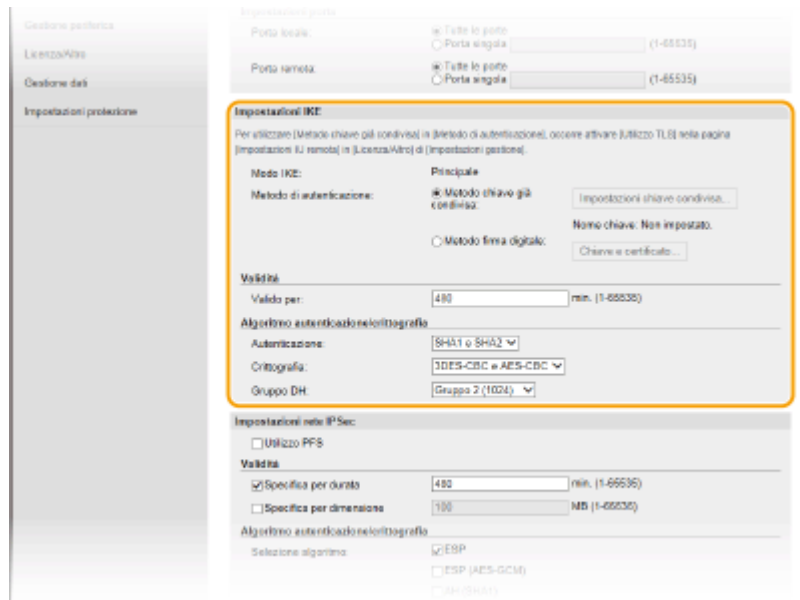 Gestione periferica
Licenza/Altro
Gestione dati
Impostazioni protezione
Impostazioni porta
Porta locale:
Tutte le porte
Porta singola
(1-65535)
Porta remota:
Tutte le porte
Porta singola
(1-65535)
Impostazioni IKE
Per utilizzare [Metodo chiave già condivisa] in [Metodo di autenticazione], occorre attivare [Utilizzo TLS] nella pagina
[Impostazioni IU remota] in [Licenza/Altro] di [Impostazioni gestione].
Modo IKE:
Principale
Metodo di autenticazione:
Metodo chiave già
condivisa:
Impostazioni chiave condivisa...
Nome chiave: Non impostato.
Metodo firma digitale:
Chiave e certificato...
Validità
Valido per:
480
min. (1-65535)
Algoritmo autenticazione/crittografia
Autenticazione:
SHA1 e SHA2
Crittografia:
3DES-CBC e AES-CBC
Gruppo DH:
Gruppo 2 (1024)
Impostazioni rete IPSec
Utilizzo PFS
Validità
Specifica per durata
480
min. (1-65535)
Specifica per dimensione
100
MB (1-65535)
Algoritmo autenticazione/crittografia
Selezione algoritmo:
ESP
ESP (AES-GCM)
AH (SHA1)